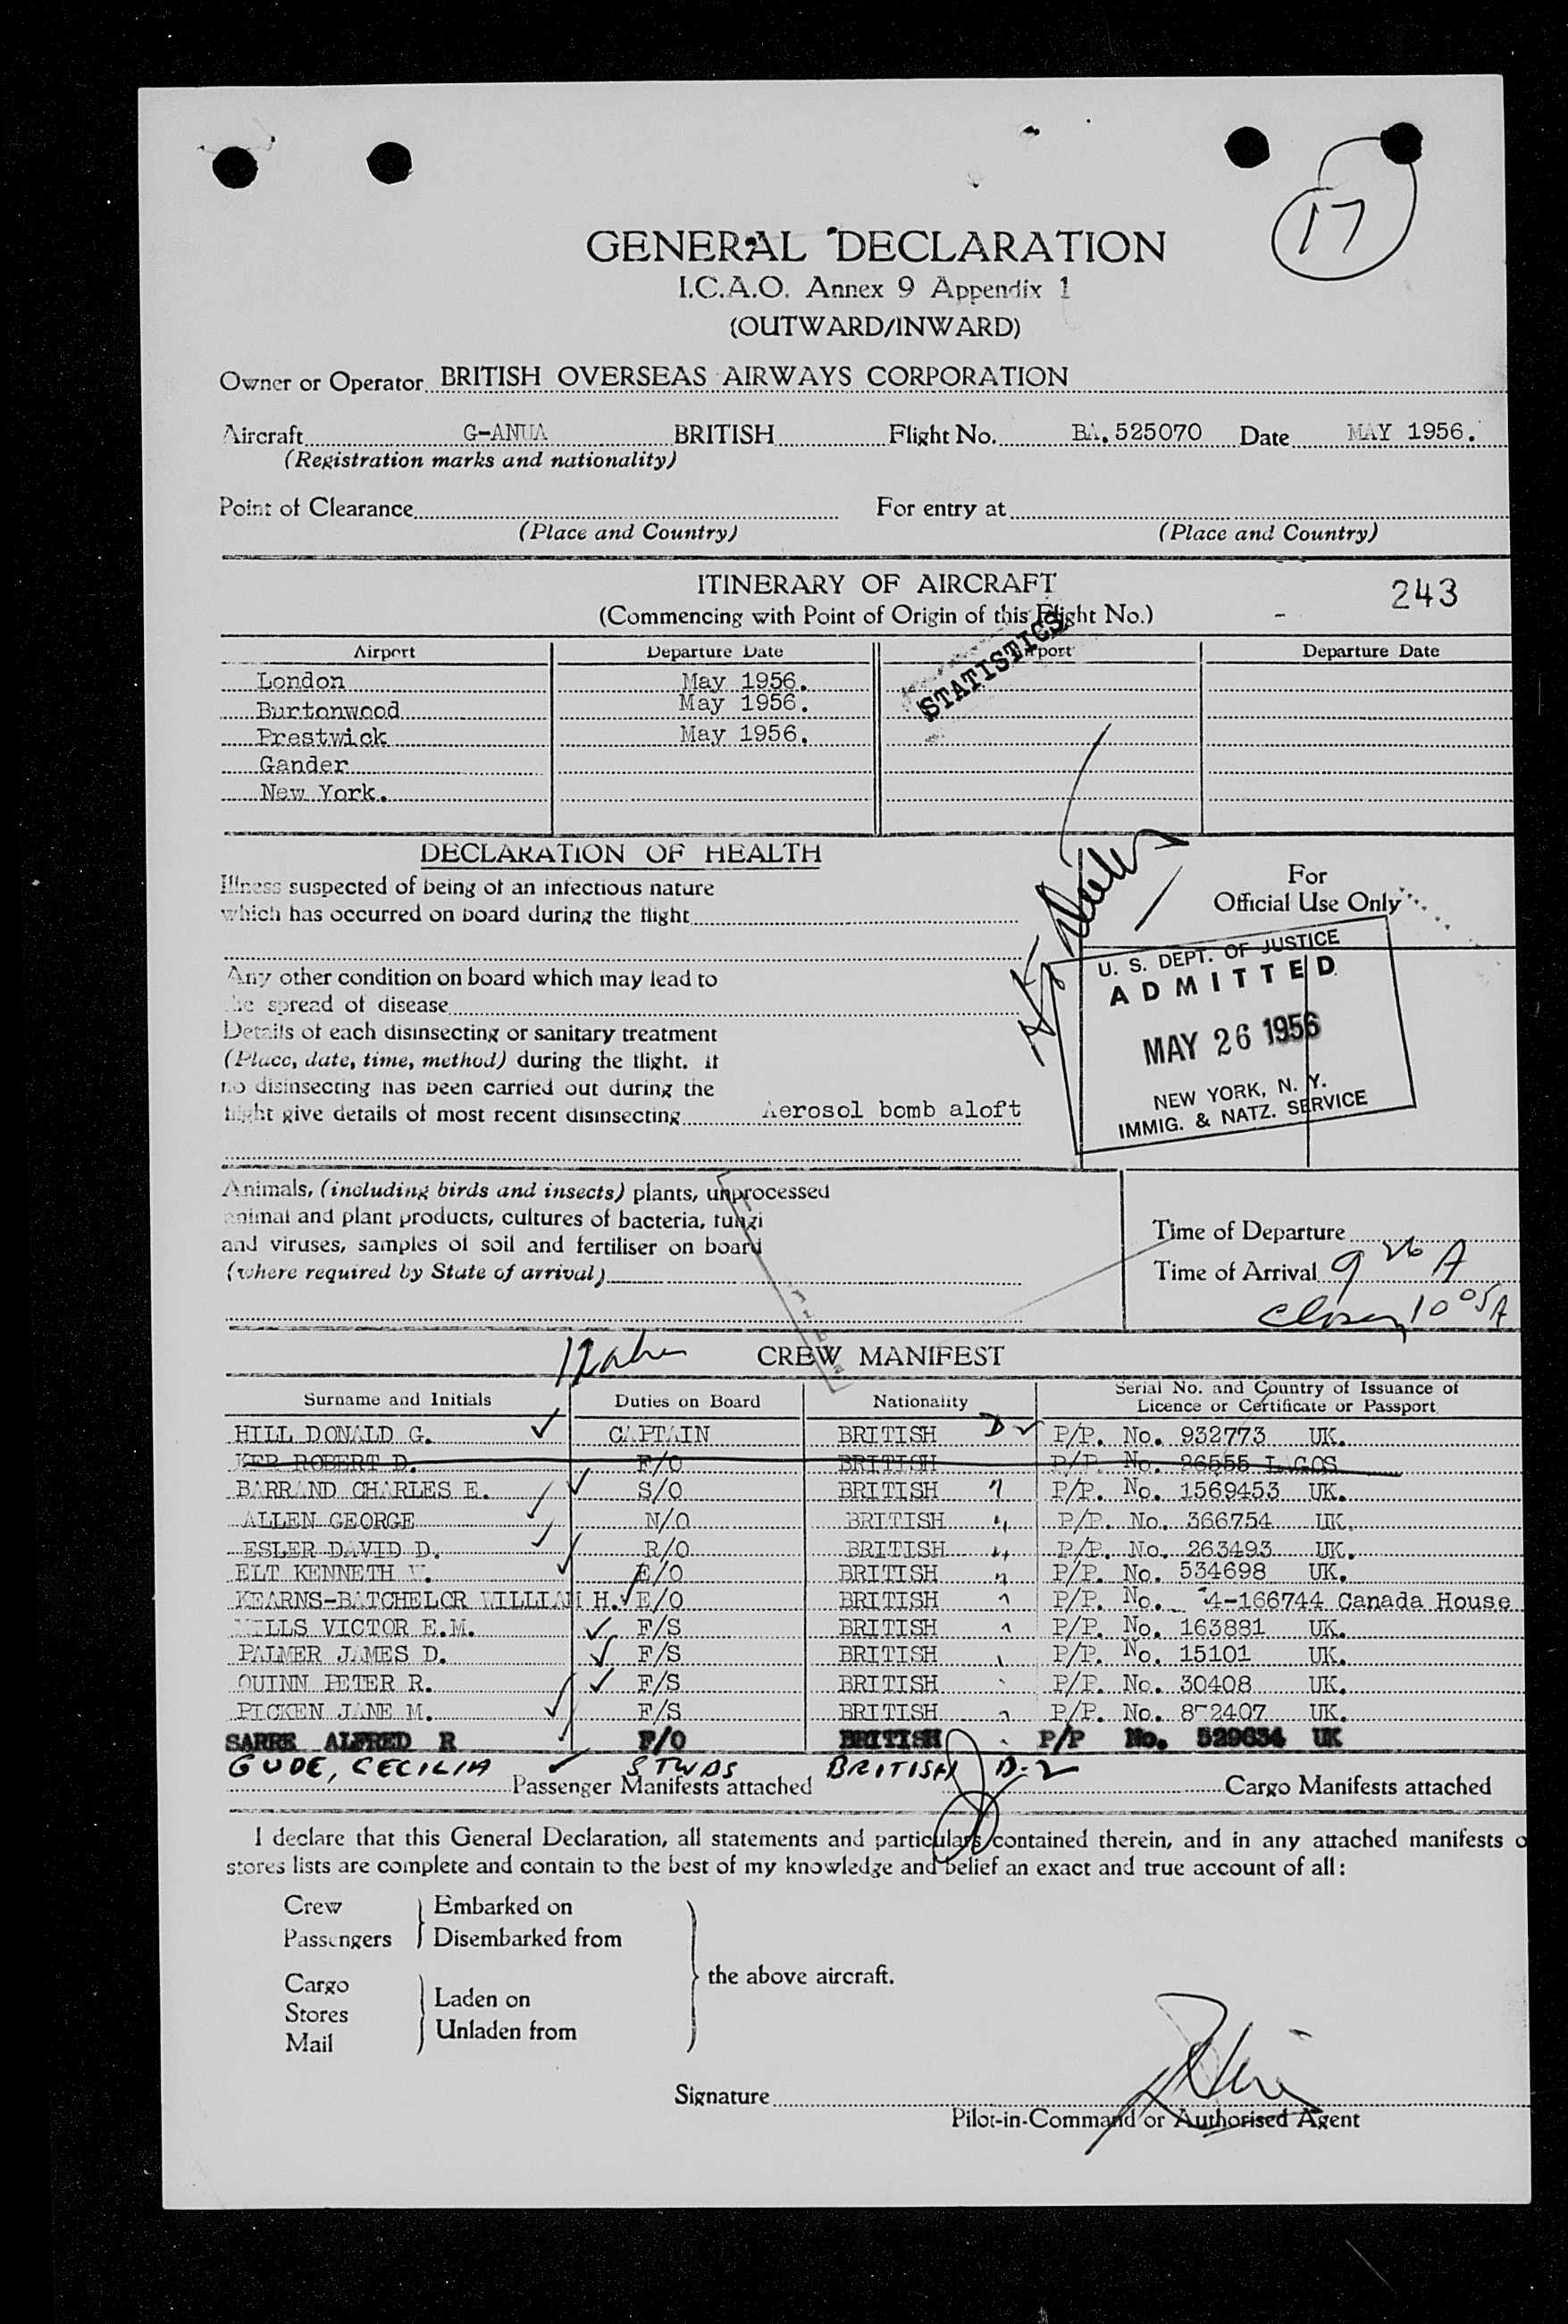 17
GENERAL DECLARATION
I.C.A.O. Annex 9 Appendix 1
(OUTWARD/INWARD)
Owner or Operator BRITISH OVERSEAS AIRWAYS CORPORATION
Aircraft G-ANUA BRITISH Flight No. BA. 525070 Date MAY 1956.
(Registration marks and nationality)
Point of Clearance For entry at
(Place and Country) (Place and Country)
ITINERARY OF AIRCRAFT 243
(Commencing with Point of Origin of this Flight No.)
STATISTICS
Airport Departure Date Airport Departure Date
London May 1956.
Burtonwood May 1956.
Prestwick May 1956.
Gander
New York.
DECLARATION OF HEALTH
Illness suspected of being of an infectious nature
which has occurred on board during the flight
For
Official Use Only
Any other condition on board which may lead to
the spread of disease
Details of each disinsecting or sanitary treatment
(Place, date, time, method) during the flight. If
no disinsecting has been carried out during the
flight give details of most recent disinsecting Aerosol bomb aloft
U. S. DEPT. OF JUSTICE
ADMITTED
MAY 26 1956
NEW YORK, N. Y.
IMMIG. & NATZ. SERVICE
Animals, (including birds and insects) plants, unprocessed
animal and plant products, cultures of bacteria, fungi
and viruses, samples of soil and fertiliser on board
(where required by State of arrival)
Time of Departure
Time of Arrival 9 26 A
10 05 A
CREW MANIFEST
Surname and Initials Duties on Board Nationality Serial No. and Country of Issuance of Licence or Certificate or Passport
HILL DONALD G. CAPTAIN BRITISH D P/P. No. 932773 UK.
KER ROBERT D. F/O BRITISH P/P. No. 26555 LAGOS
BARRAND CHARLES E. S/O BRITISH " P/P. No. 1569453 UK.
ALLEN GEORGE N/O BRITISH " P/P. No. 366754 UK.
ESLER DAVID D. R/O BRITISH " P/P. No. 263493 UK.
ELT KENNETH E/O BRITISH " P/P. No. 534698 UK.
KEARNS-BATCHELOR WILLIAM H. E/O BRITISH " P/P. No. 4-166744 Canada House
MILLS VICTOR E.M. F/S BRITISH " P/P. No. 163881 UK.
PALMER JAMES D. F/S BRITISH " P/P. No. 15101 UK.
QUINN PETER R. F/S BRITISH " P/P. No. 30408 UK.
PICKEN JANE M. F/S BRITISH " P/P. No. 8-2407 UK.
SARRE ALFRED R F/O BRITISH P/P No. 529634 UK
GUDE, CECILIA STWDS BRITISH D-2
Passenger Manifests attached Cargo Manifests attached
I declare that this General Declaration, all statements and particulars contained therein, and in any attached manifests o
stores lists are complete and contain to the best of my knowledge and belief an exact and true account of all:
Crew Embarked on
Passengers Disembarked from
the above aircraft.
Cargo
Stores Laden on
Mail Unladen from
Signature
Pilot-in-Command or Authorised Agent